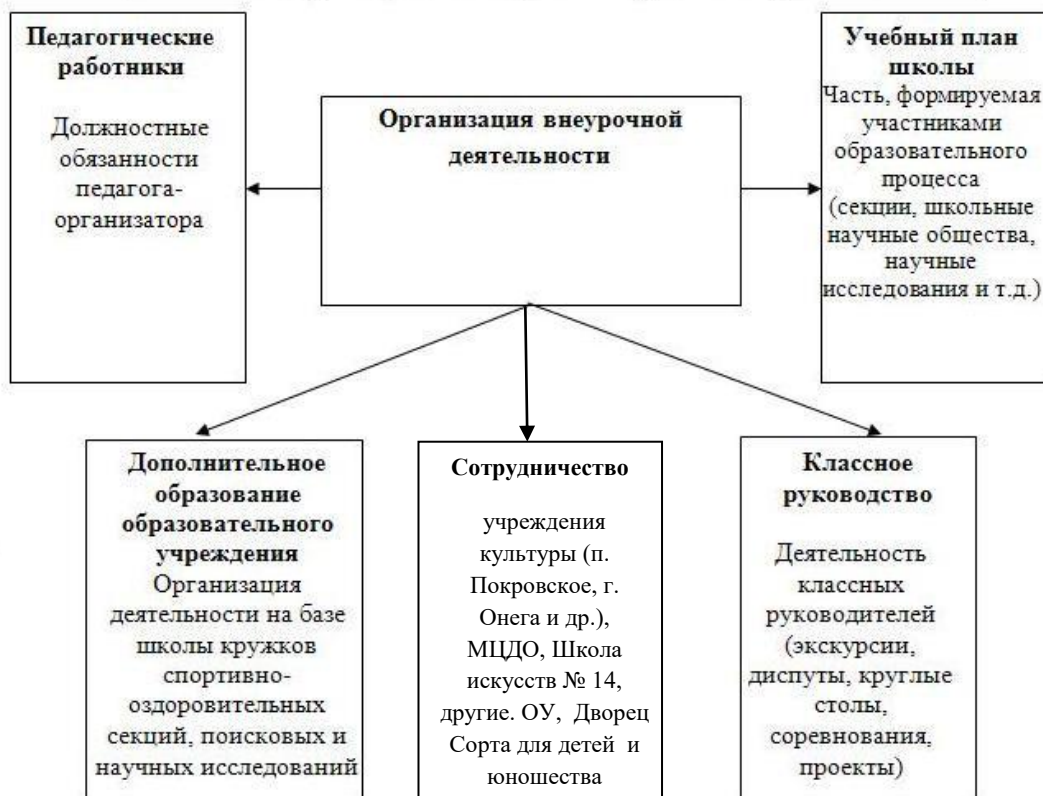 Педагогические
работники
Должностные
обязанности
педагога-
организатора
Организация внеурочной
деятельности
Учебный план
школы
Часть, формируемая
участниками
образовательного
процесса
(секции, школьные
научные общества,
научные
исследования и т.д.)
Дополнительное
образование
образовательного
учреждения
Организация
деятельности на базе
школы кружков
спортивно-
оздоровительных
секций, поисковых и
научных исследований
Сотрудничество
учреждения
культуры (п.
Покровское, г.
Онега и др.),
МЦДО, Школа
искусств № 14,
другие. ОУ, Дворец
Сорта для детей и
юношества
Классное
руководство
Деятельность
классных
руководителей
(экскурсии,
диспуты, круглые
столы,
соревнования,
проекты)